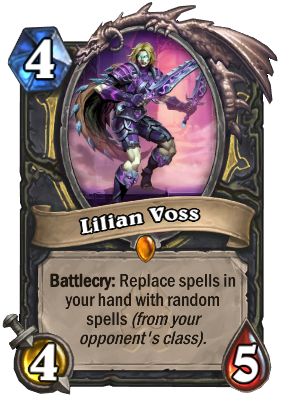 4
Lilian Voss
Battlecry: Replace spells in
your hand with random
spells (from your
opponent's class).
4
5